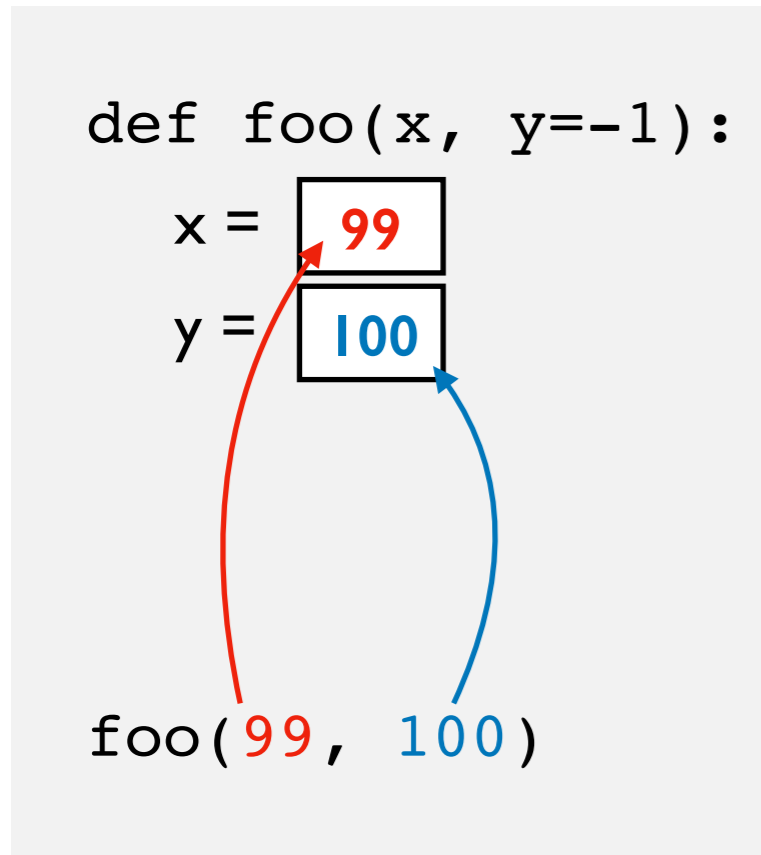 def foo(x, y=-1):
x = 99
y = 100
foo(99, 100)